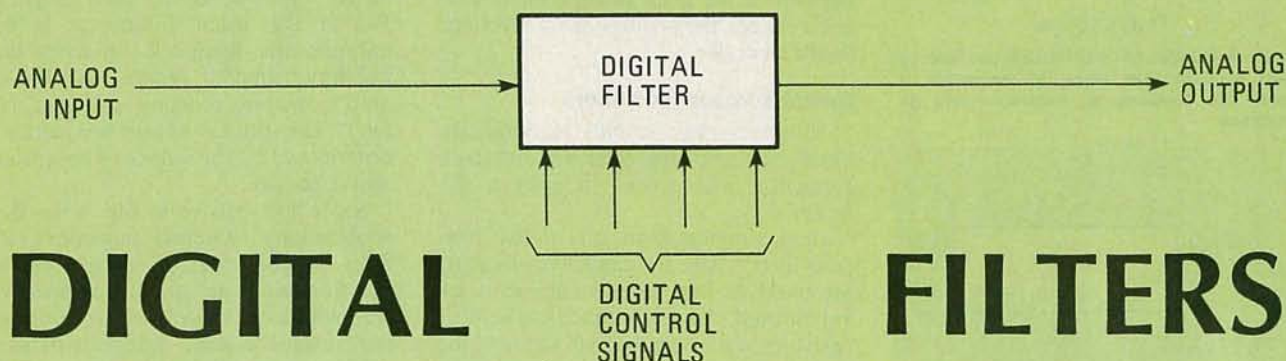 ANALOG
INPUT
DIGITAL
FILTER
ANALOG
OUTPUT
DIGITAL FILTERS
DIGITAL
CONTROL
SIGNALS